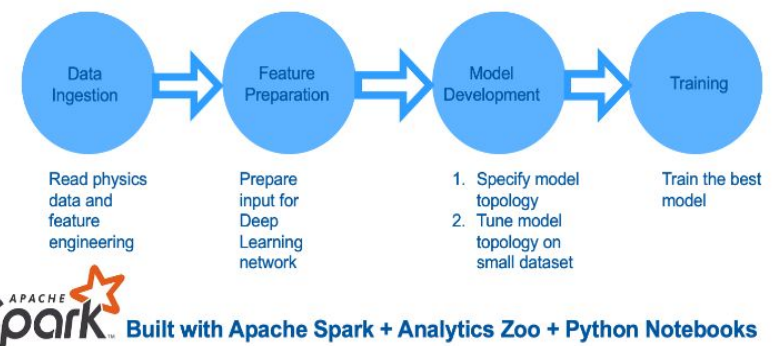 Data
Ingestion
Feature
Preparation
Model
Development
Training
Read physics
data and
feature
engineering
Prepare
input for
Deep
Learning
network
1. Specify model
topology
2. Tune model
topology on
small dataset
Train the best
model
APACHE
Spark™
Built with Apache Spark + Analytics Zoo + Python Notebooks